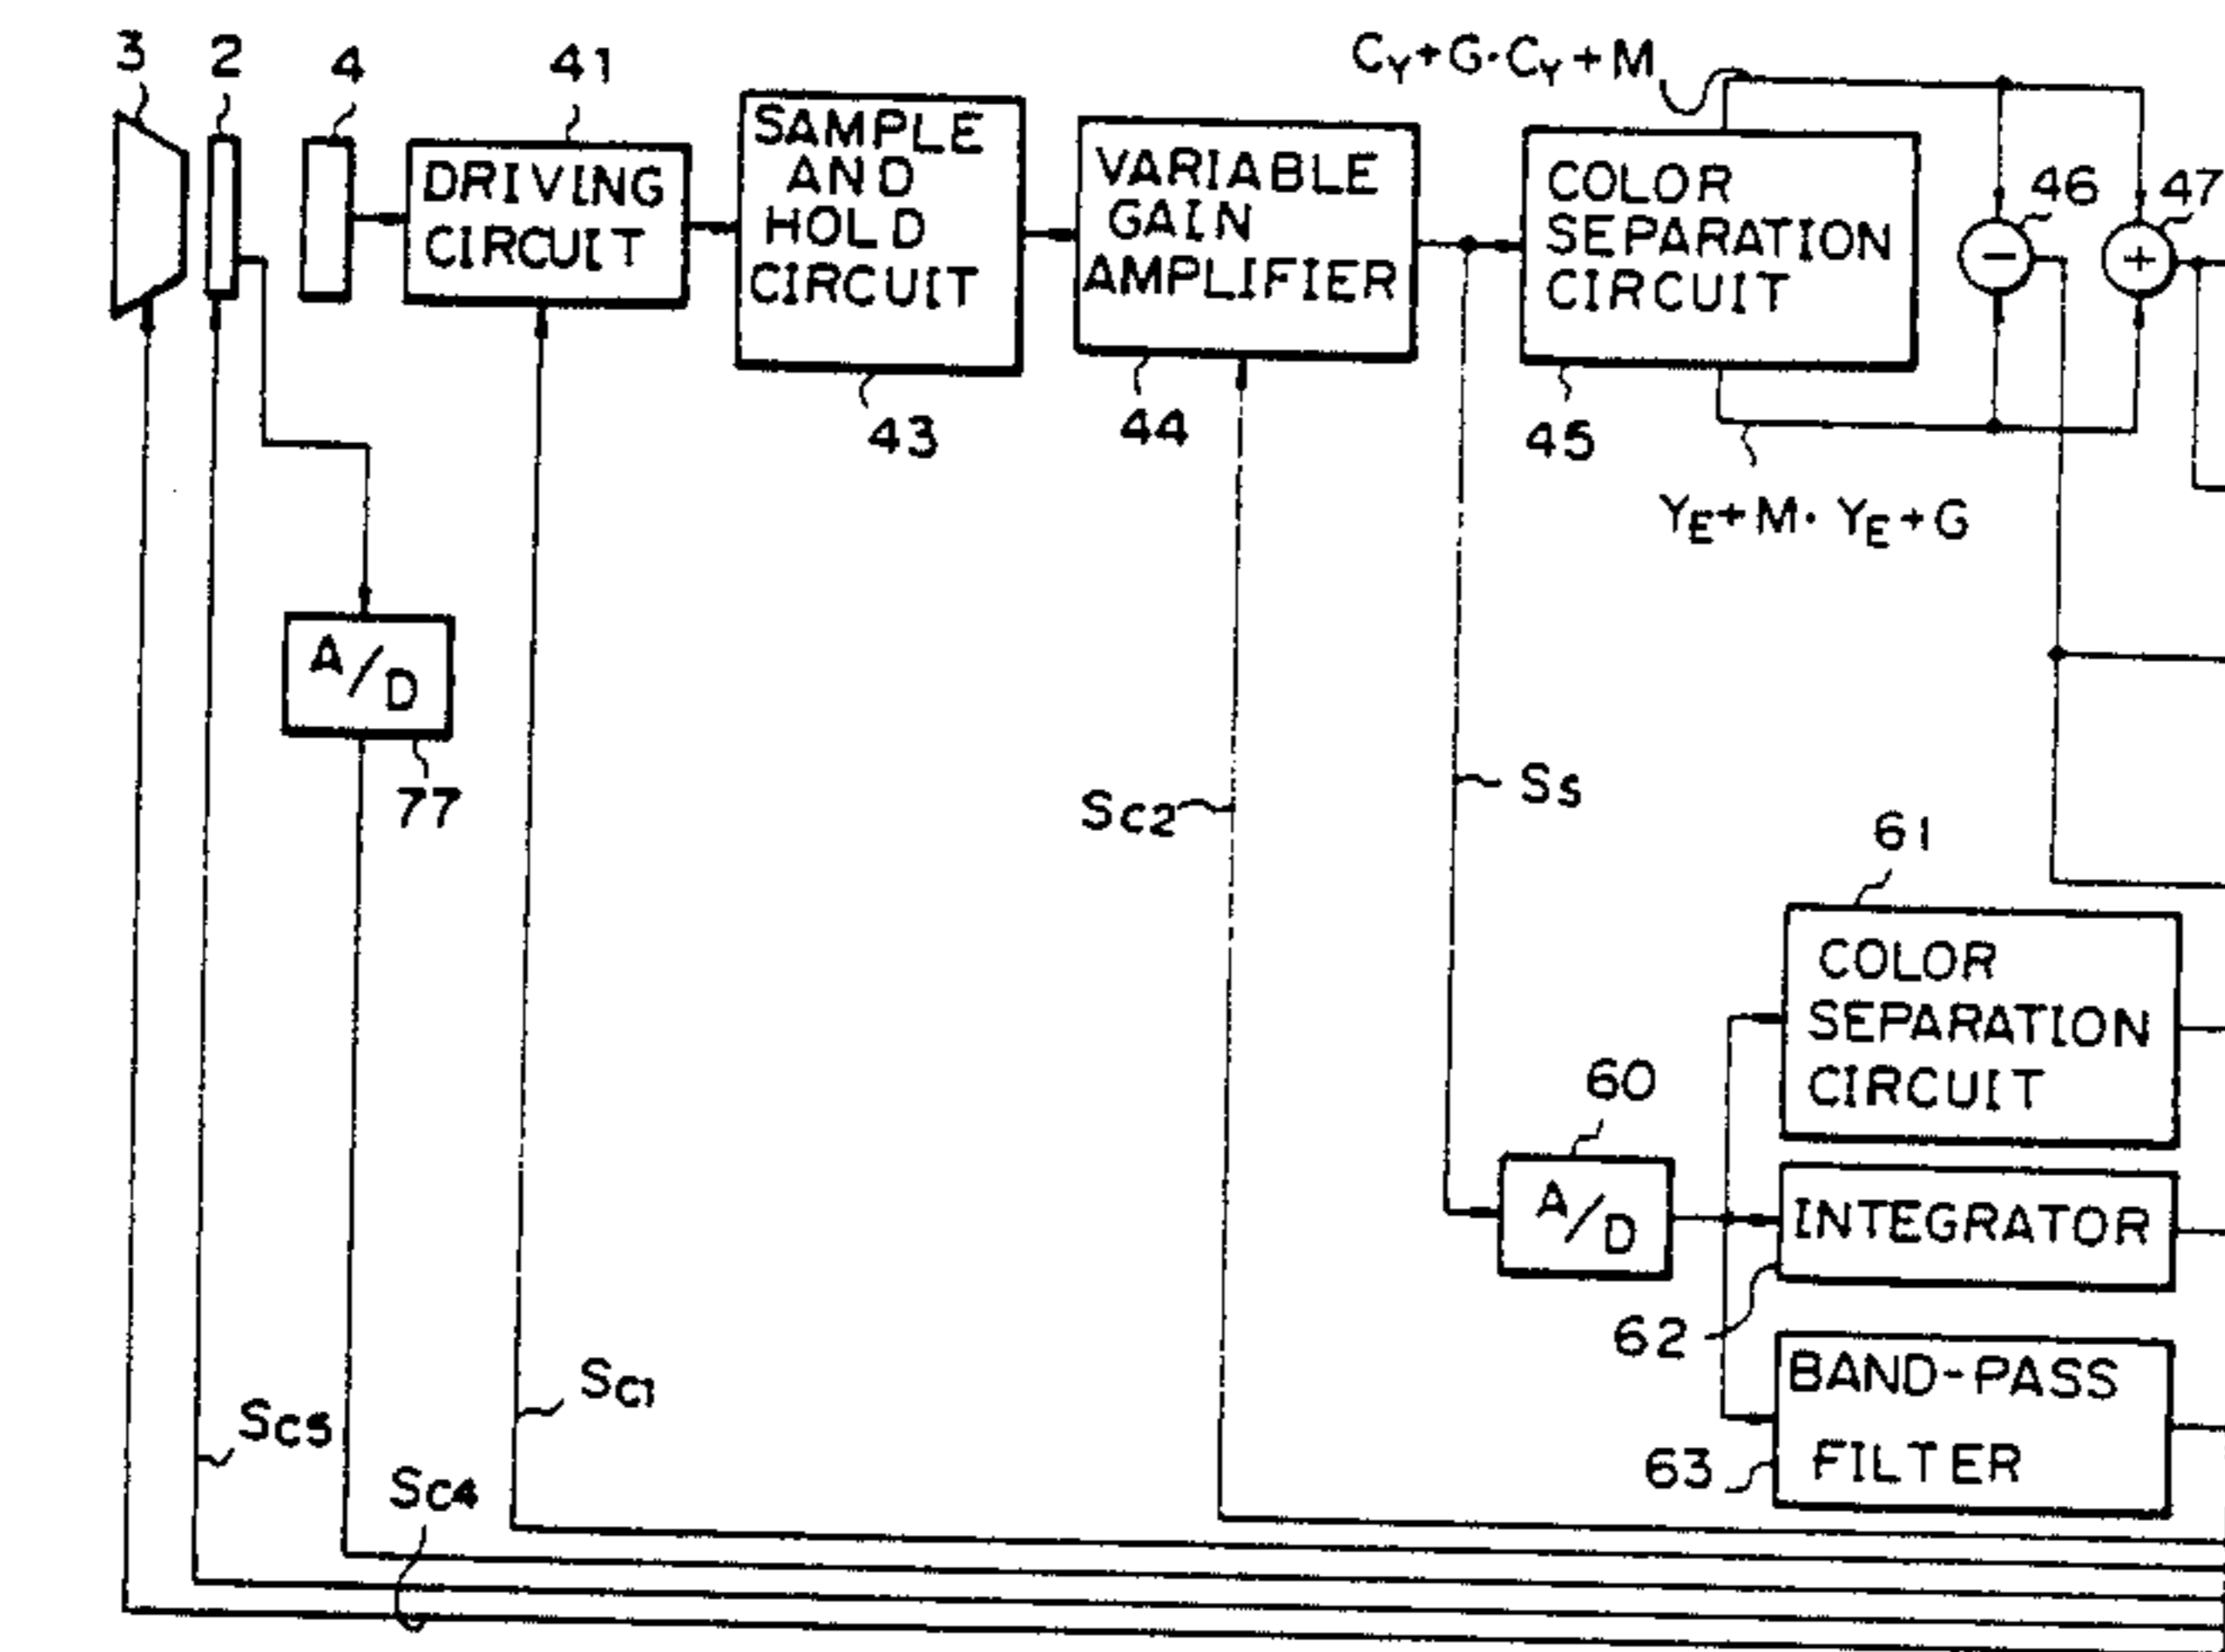 3
2
4
41
DRIVING
CIRCUIT
SAMPLE
AND
HOLD
CIRCUIT
43
VARIABLE
GAIN
AMPLIFIER
44
CY+G·CY+M
COLOR
SEPARATION
CIRCUIT
45
46
−
47
+
YE+M·YE+G
A/D
77
SC2
SS
61
COLOR
SEPARATION
CIRCUIT
60
A/D
INTEGRATOR
62
BAND-PASS
FILTER
63
SC1
SC5
SC4